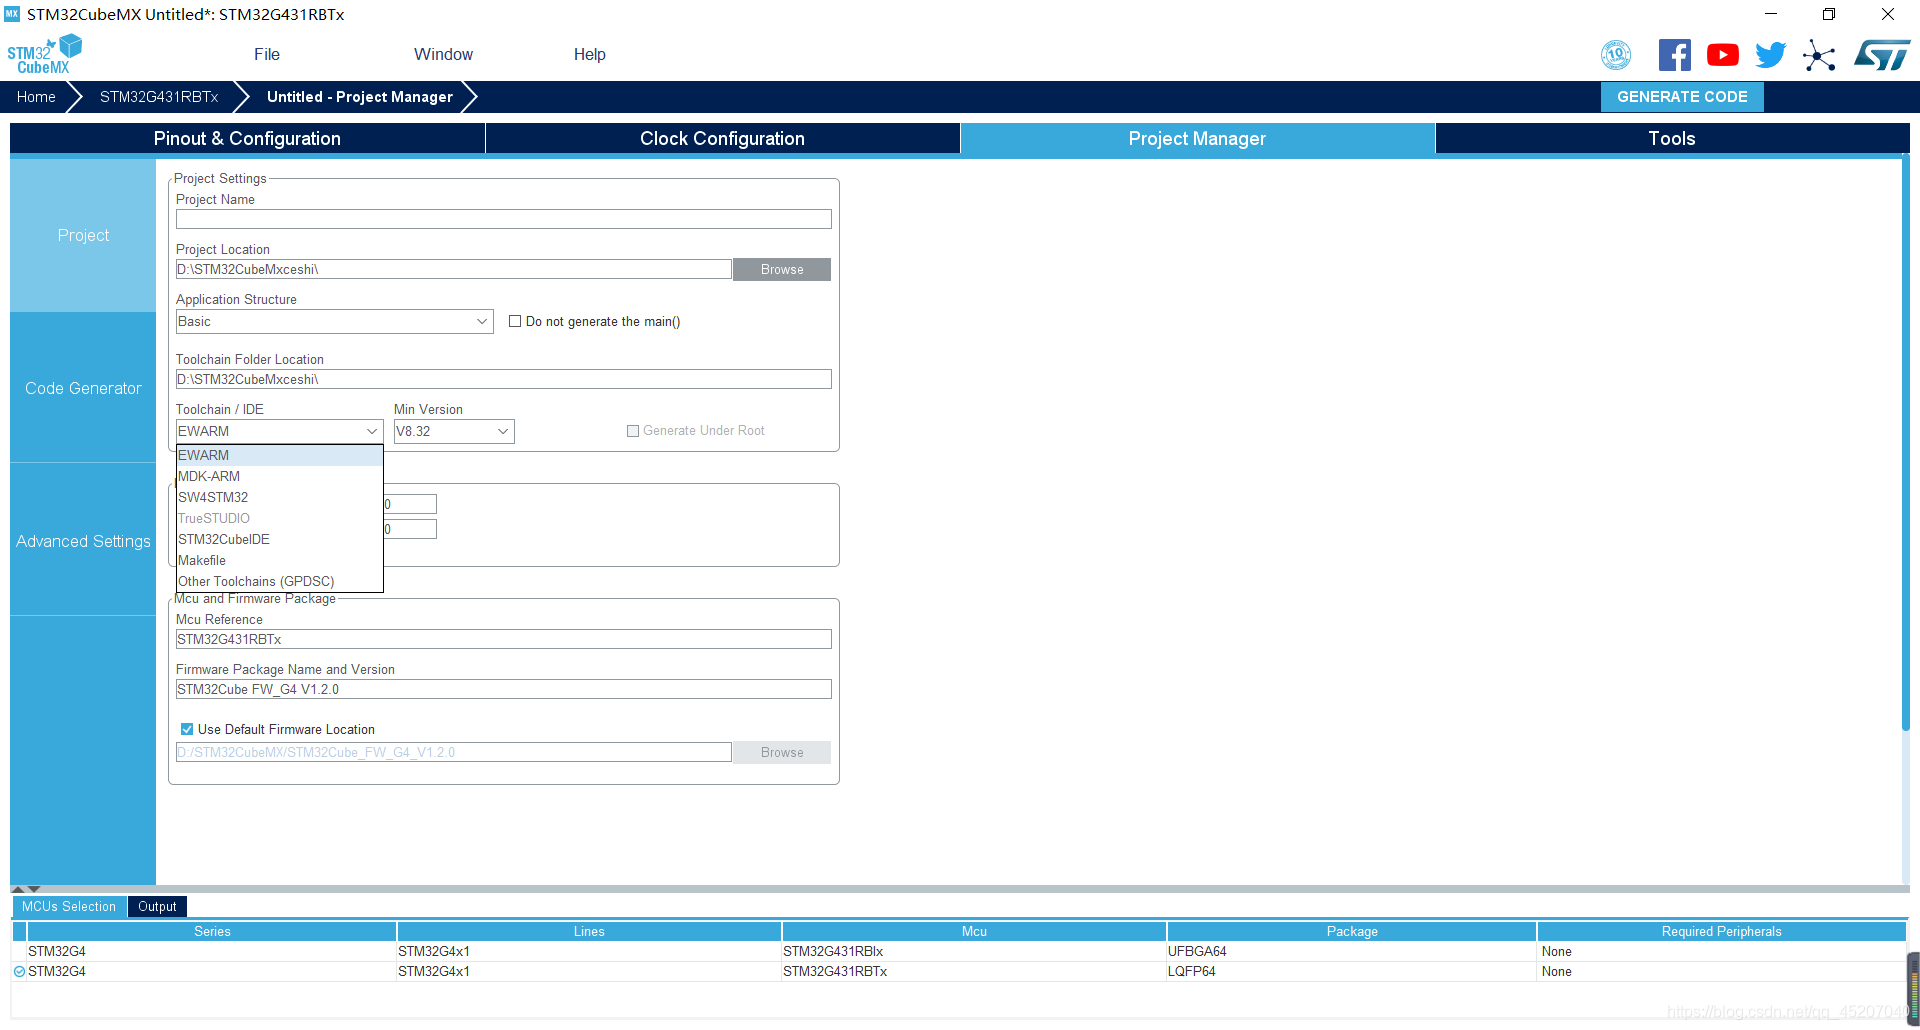 MX STM32CubeMX Untitled*: STM32G431RBTx
STM32 CubeMX
File Window Help
10
Home STM32G431RBTx Untitled - Project Manager GENERATE CODE
Pinout & Configuration Clock Configuration Project Manager Tools
Project
Code Generator
Advanced Settings
Project Settings
Project Name
Project Location
D:\STM32CubeMxceshi\ Browse
Application Structure
Basic Do not generate the main()
Toolchain Folder Location
D:\STM32CubeMxceshi\
Toolchain / IDE Min Version
EWARM V8.32 Generate Under Root
EWARM
MDK-ARM
SW4STM32
0
TrueSTUDIO
0
STM32CubeIDE
Makefile
Other Toolchains (GPDSC)
Mcu and Firmware Package
Mcu Reference
STM32G431RBTx
Firmware Package Name and Version
STM32Cube FW_G4 V1.2.0
Use Default Firmware Location
D:/STM32CubeMX/STM32Cube_FW_G4_V1.2.0 Browse
MCUs Selection Output
Series Lines Mcu Package Required Peripherals
STM32G4 STM32G4x1 STM32G431RBIx UFBGA64 None
STM32G4 STM32G4x1 STM32G431RBTx LQFP64 None
https://blog.csdn.net/qq_45207040